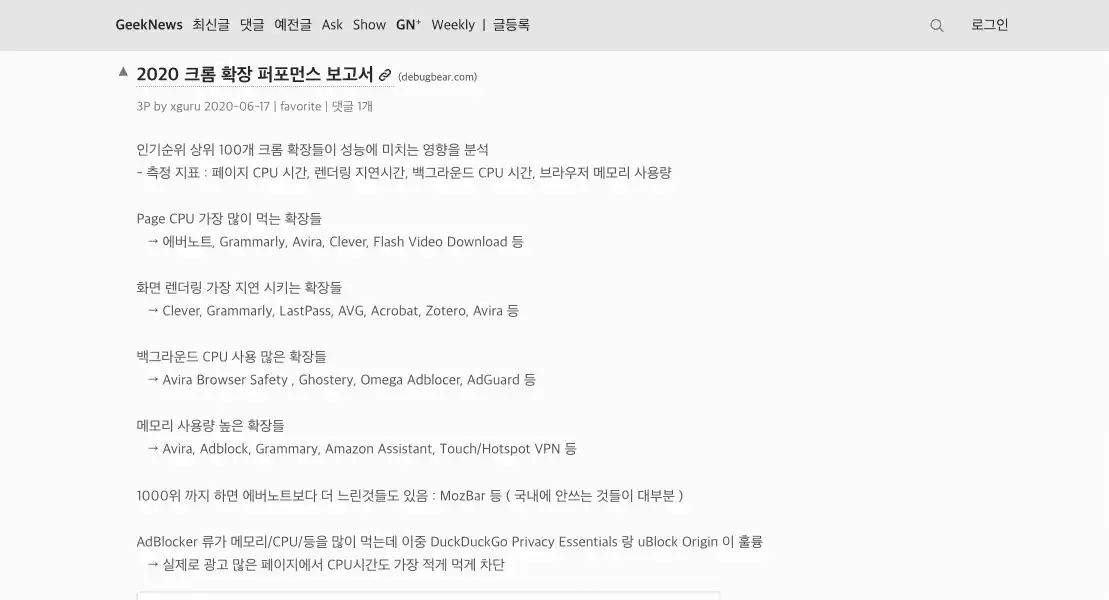 GeekNews 최신글 댓글 예전글 Ask Show GN+ Weekly | 글등록 로그인
▲ 2020 크롬 확장 퍼포먼스 보고서 (debugbear.com)
3P by xguru 2020-06-17 | favorite | 댓글 1개
인기순위 상위 100개 크롬 확장들이 성능에 미치는 영향을 분석
- 측정 지표 : 페이지 CPU 시간, 렌더링 지연시간, 백그라운드 CPU 시간, 브라우저 메모리 사용량
Page CPU 가장 많이 먹는 확장들
→ 에버노트, Grammarly, Avira, Clever, Flash Video Download 등
화면 렌더링 가장 지연 시키는 확장들
→ Clever, Grammarly, LastPass, AVG, Acrobat, Zotero, Avira 등
백그라운드 CPU 사용 많은 확장들
→ Avira Browser Safety , Ghostery, Omega Adblocer, AdGuard 등
메모리 사용량 높은 확장들
→ Avira, Adblock, Grammary, Amazon Assistant, Touch/Hotspot VPN 등
1000위 까지 하면 에버노트보다 더 느린것들도 있음 : MozBar 등 ( 국내에 안쓰는 것들이 대부분 )
AdBlocker 류가 메모리/CPU/등을 많이 먹는데 이중 DuckDuckGo Privacy Essentials 랑 uBlock Origin 이 훌륭
→ 실제로 광고 많은 페이지에서 CPU시간도 가장 적게 먹게 차단